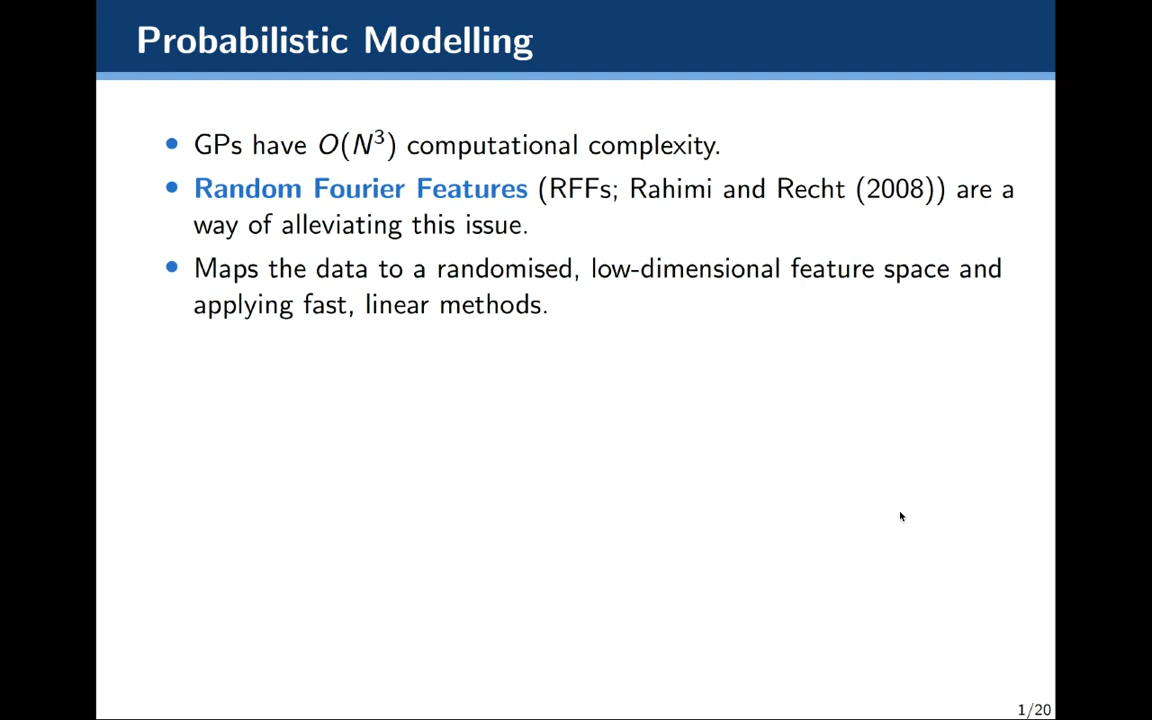 Probabilistic Modelling
• GPs have O(N³) computational complexity.
• Random Fourier Features (RFFs; Rahimi and Recht (2008)) are a
way of alleviating this issue.
• Maps the data to a randomised, low-dimensional feature space and
applying fast, linear methods.
1/20